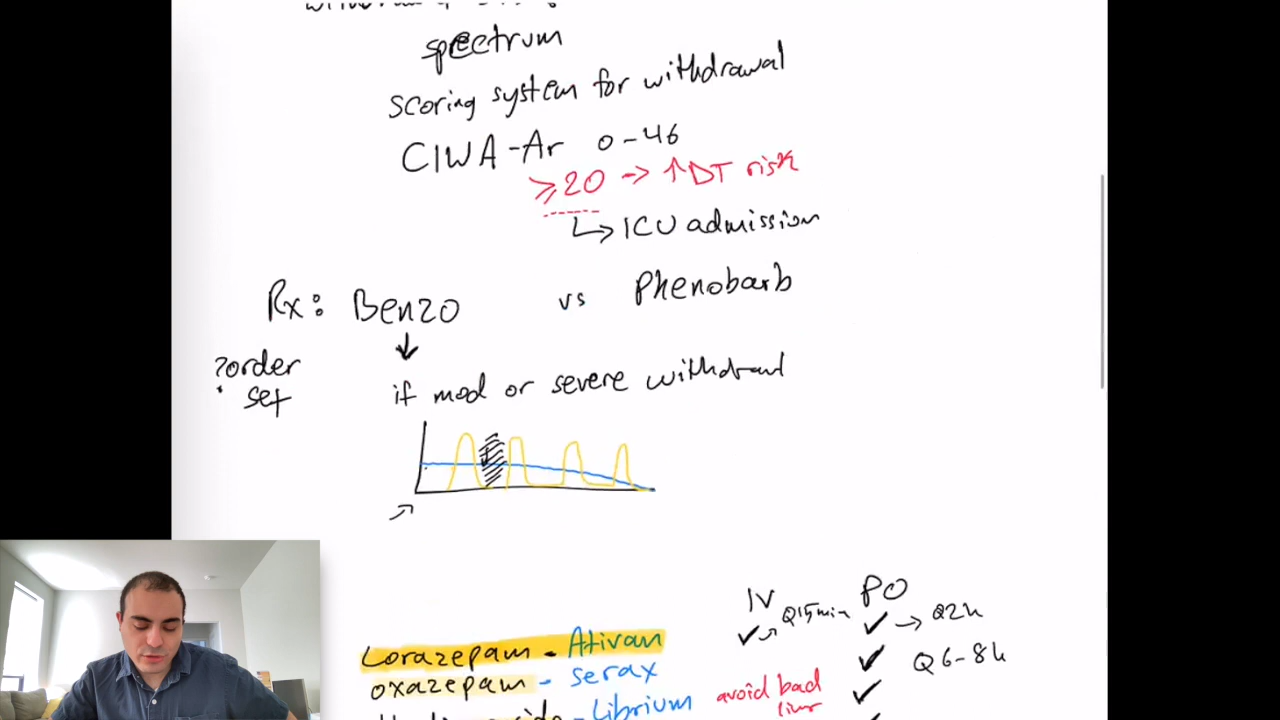 spectrum
scoring system for withdrawal
CIWA-Ar 0-46
≥20 → ↑DT risk
↳ ICU admission
Rx: Benzo vs Phenobarb
?order set
if mod or severe
IV PO
Q15min Q2h
Lorazepam - Ativan
oxazepam - serax Q6-8h
- Librium avoid bad